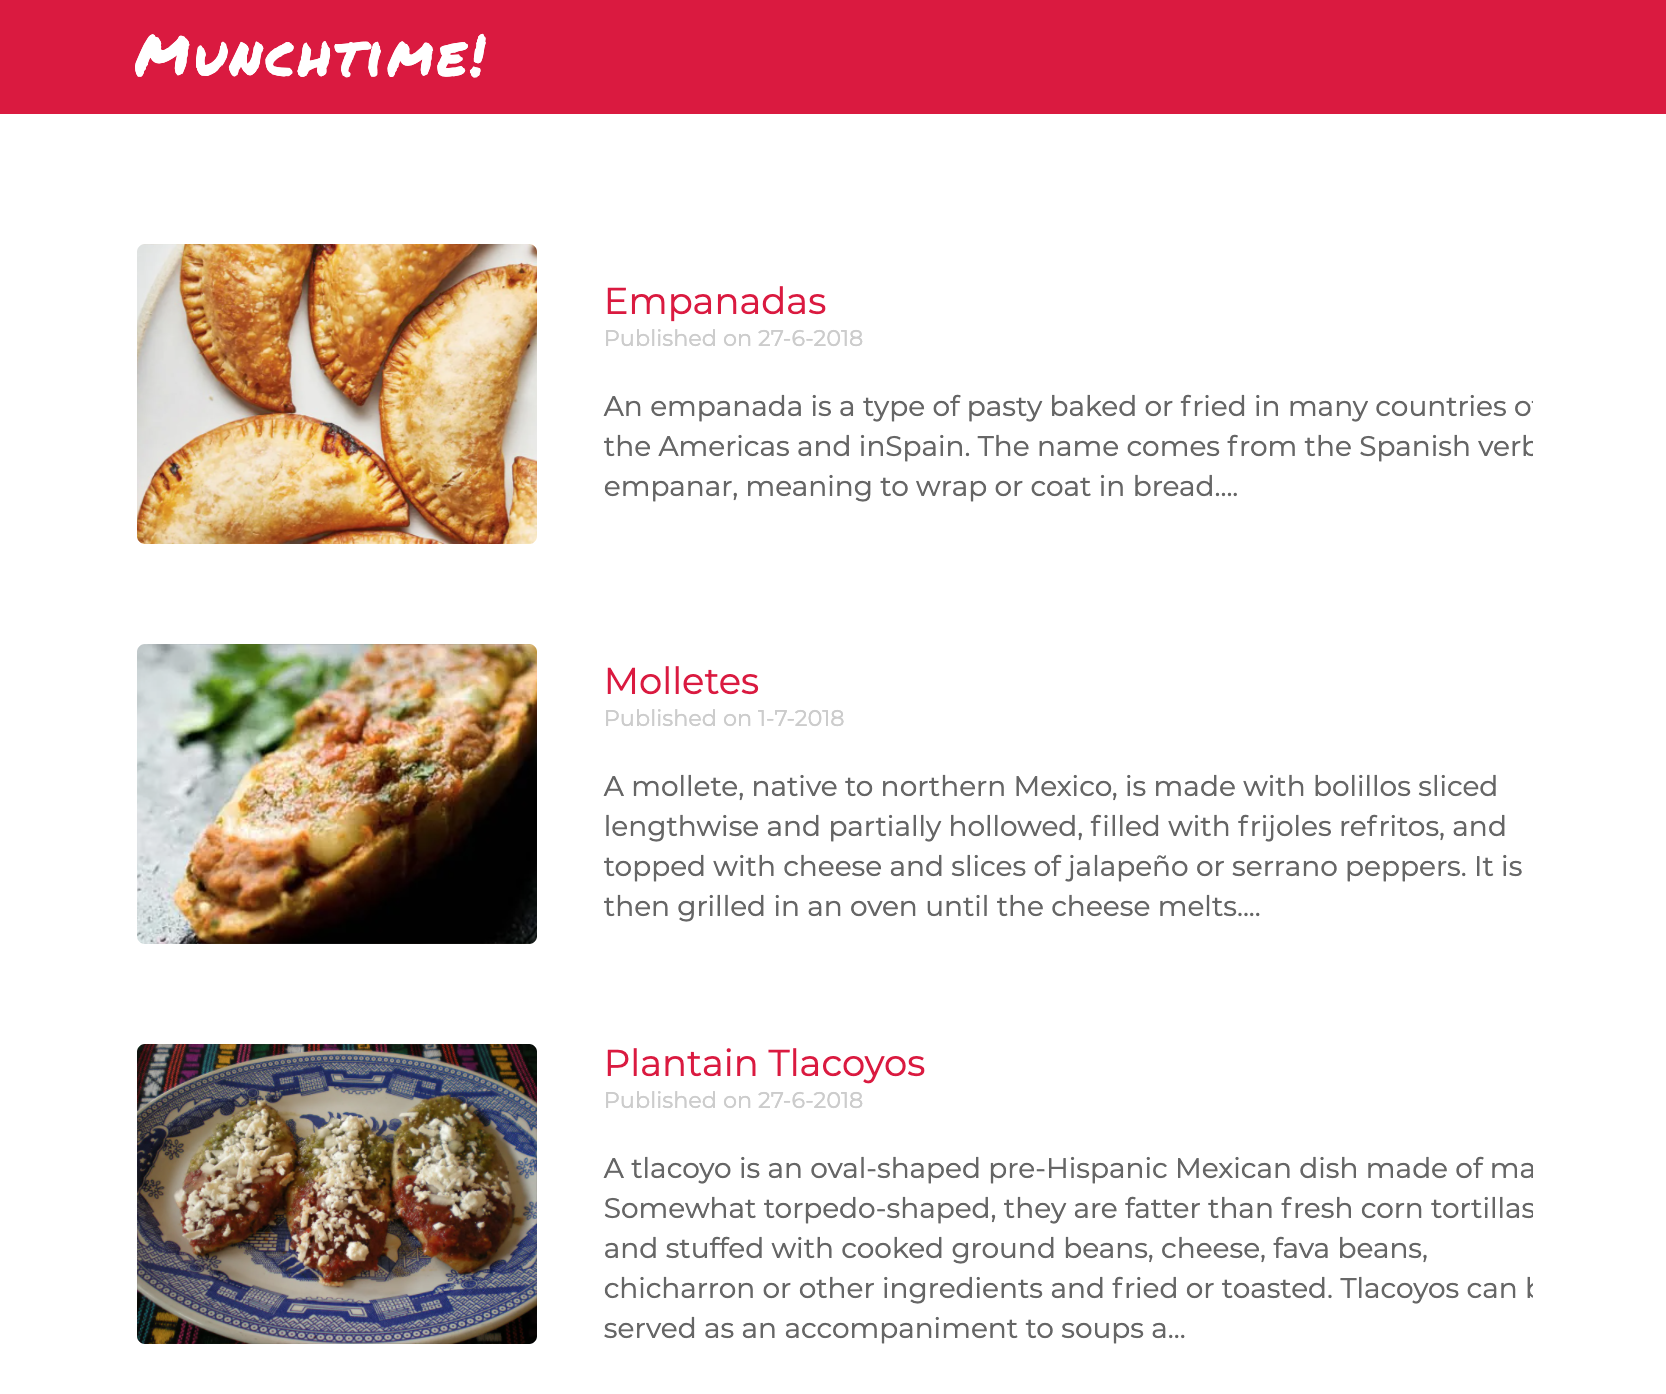 Munchtime!
Empanadas
Published on 27-6-2018
An empanada is a type of pasty baked or fried in many countries
the Americas and inSpain. The name comes from the Spanish verb
empanar, meaning to wrap or coat in bread....
Molletes
Published on 1-7-2018
A mollete, native to northern Mexico, is made with bolillos sliced
lengthwise and partially hollowed, filled with frijoles refritos, and
topped with cheese and slices of jalapeño or serrano peppers. It is
then grilled in an oven until the cheese melts....
Plantain Tlacoyos
Published on 27-6-2018
A tlacoyo is an oval-shaped pre-Hispanic Mexican dish made of ma
Somewhat torpedo-shaped, they are fatter than fresh corn tortillas
and stuffed with cooked ground beans, cheese, fava beans,
chicharron or other ingredients and fried or toasted. Tlacoyos can
served as an accompaniment to soups a...